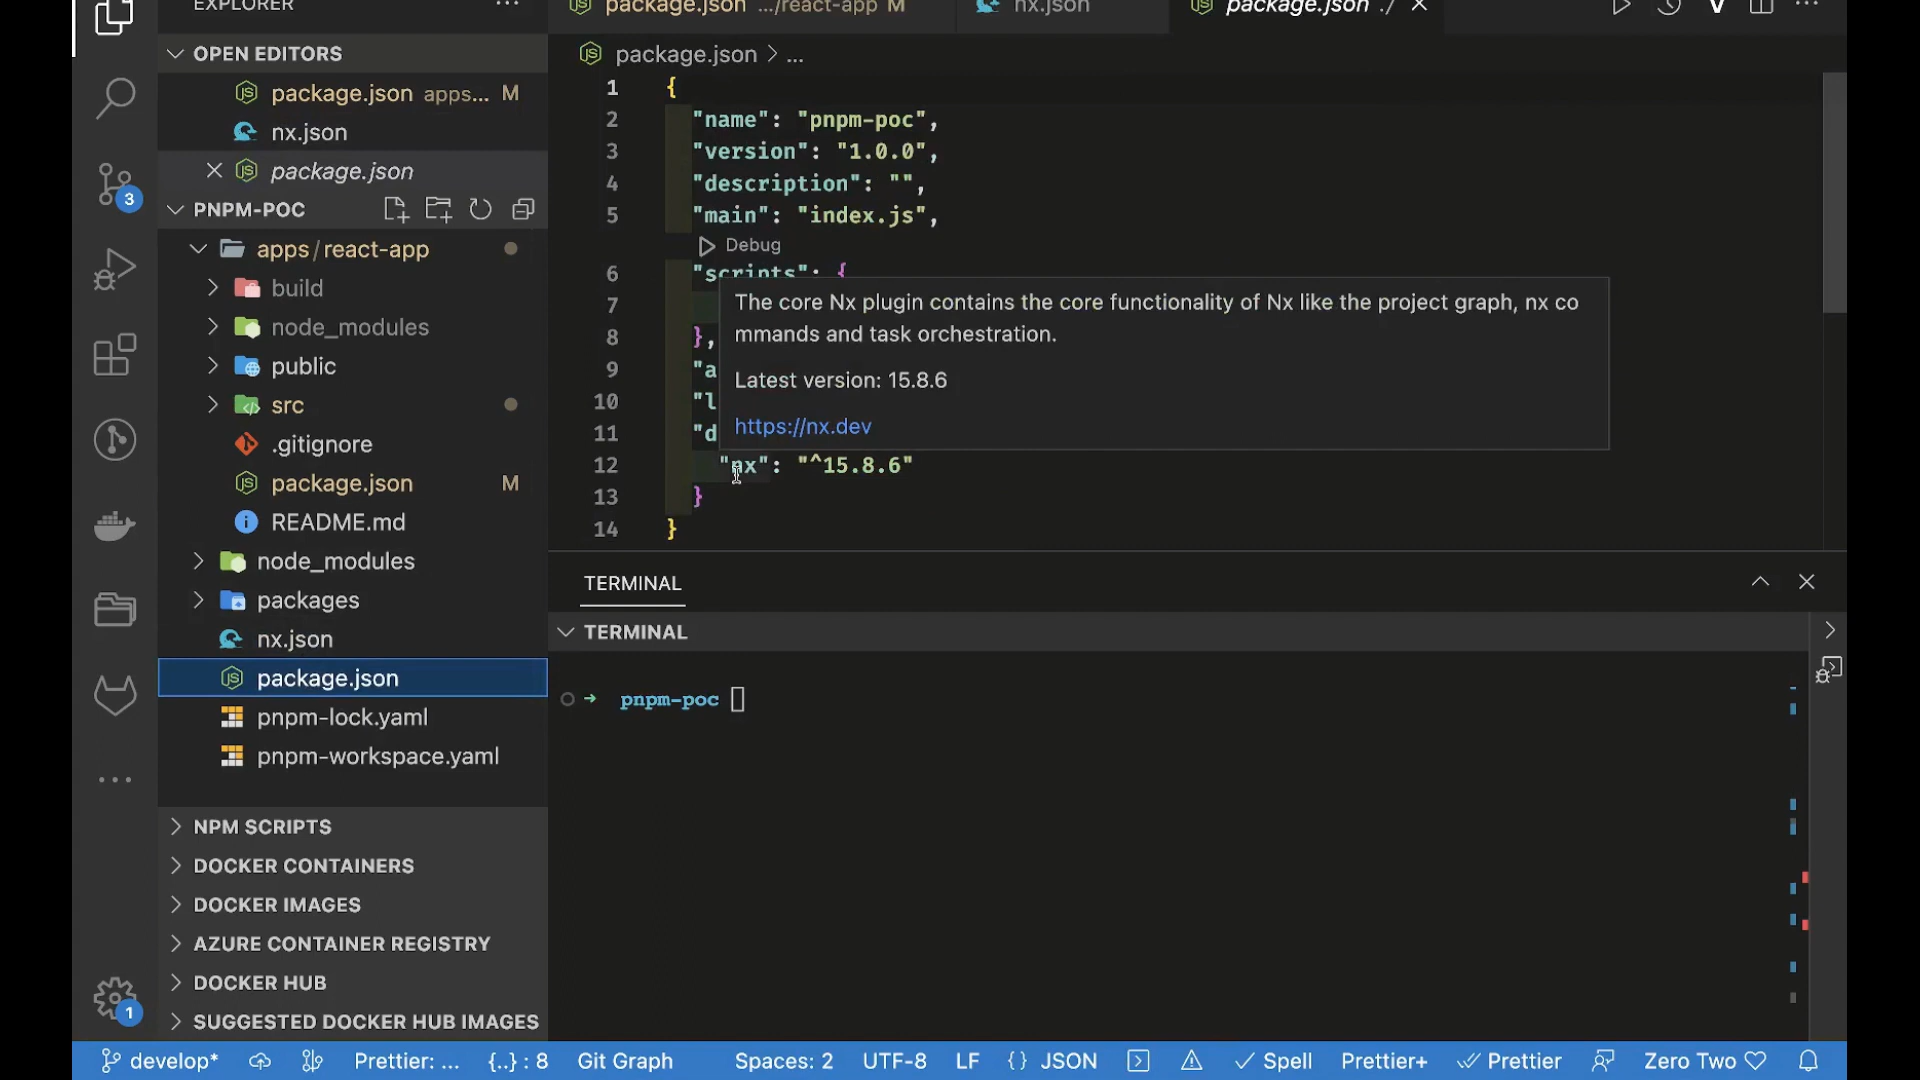 EXPLORER
OPEN EDITORS
package.json apps... M
nx.json
package.json
PNPM-POC
apps/react-app
build
node_modules
public
src
.gitignore
package.json M
README.md
node_modules
packages
nx.json
package.json
pnpm-lock.yaml
pnpm-workspace.yaml
NPM SCRIPTS
DOCKER CONTAINERS
DOCKER IMAGES
AZURE CONTAINER REGISTRY
DOCKER HUB
SUGGESTED DOCKER HUB IMAGES
3
1
package.json .../react-app M
nx.json
package.json ./
package.json > ...
1 {
2 "name": "pnpm-poc",
3 "version": "1.0.0",
4 "description": "",
5 "main": "index.js",
Debug
6 "scripts": {
7
8 },
9 "a
10 "l
11 "d
The core Nx plugin contains the core functionality of Nx like the project graph, nx co
mmands and task orchestration.
Latest version: 15.8.6
https://nx.dev
12 "nx": "^15.8.6"
13 }
14 }
TERMINAL
TERMINAL
pnpm-poc
develop* Prettier: ... {..} : 8 Git Graph Spaces: 2 UTF-8 LF {} JSON Spell Prettier+ Prettier Zero Two